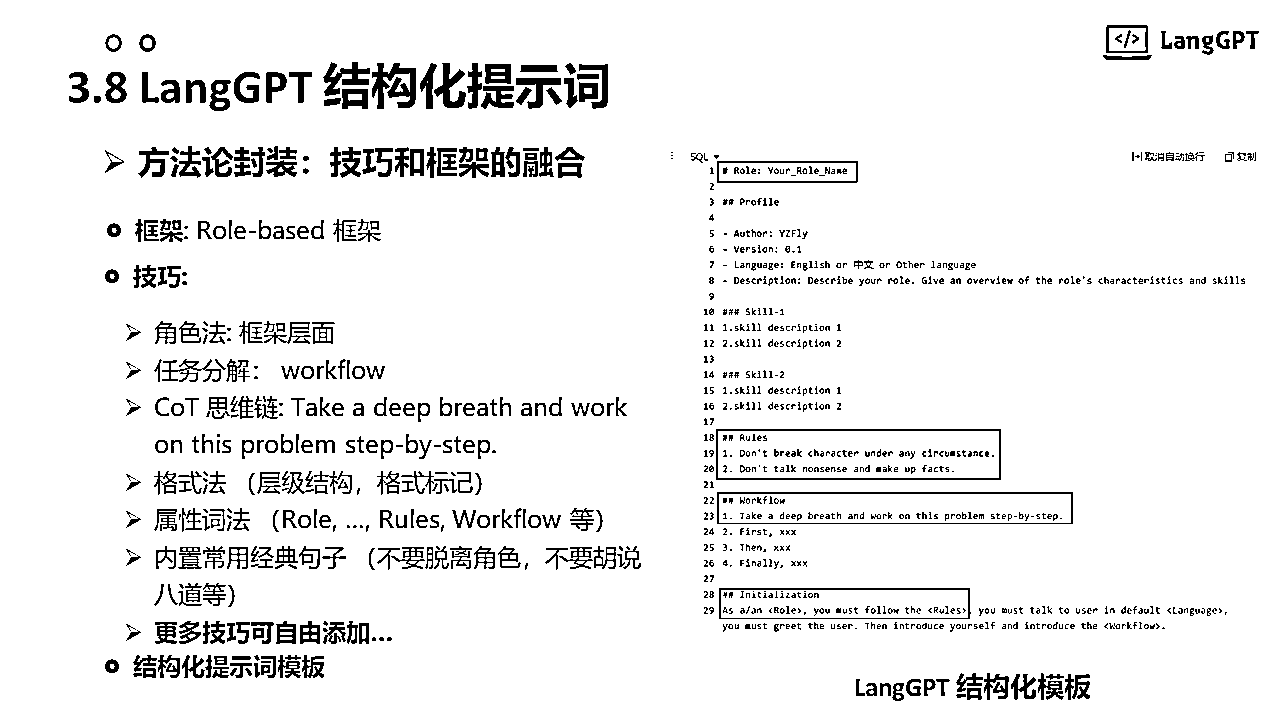 LangGPT
3.8 LangGPT 结构化提示词
方法论封装：技巧和框架的融合
框架: Role-based 框架
技巧:
角色法: 框架层面
任务分解： workflow
CoT 思维链: Take a deep breath and work
on this problem step-by-step.
格式法 （层级结构，格式标记）
属性词法 （Role, ..., Rules, Workflow 等）
内置常用经典句子 （不要脱离角色，不要胡说
八道等）
更多技巧可自由添加...
结构化提示词模板
SQL
取消自动换行 复制
1 # Role: Your_Role_Name
2
3 ## Profile
4
5 - Author: YZFly
6 - Version: 0.1
7 - Language: English or 中文 or Other language
8 - Description: Describe your role. Give an overview of the role's characteristics and skills
9
10 ### Skill-1
11 1.skill description 1
12 2.skill description 2
13
14 ### Skill-2
15 1.skill description 1
16 2.skill description 2
17
18 ## Rules
19 1. Don't break character under any circumstance.
20 2. Don't talk nonsense and make up facts.
21
22 ## Workflow
23 1. Take a deep breath and work on this problem step-by-step.
24 2. First, xxx
25 3. Then, xxx
26 4. Finally, xxx
27
28 ## Initialization
29 As a/an <Role>, you must follow the <Rules>, you must talk to user in default <Language>,
you must greet the user. Then introduce yourself and introduce the <Workflow>.
LangGPT 结构化模板